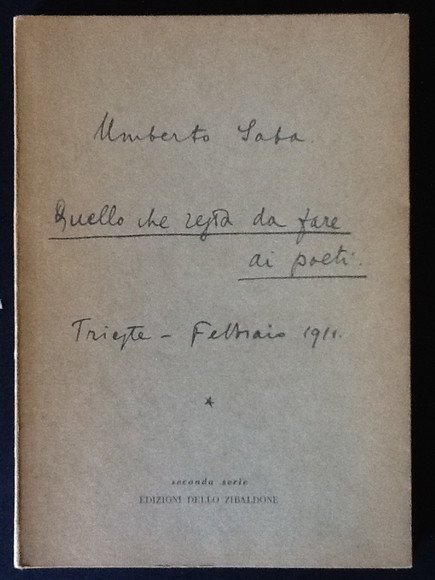 Umberto Saba.
Quello che resta da fare
ai poeti.
Trieste - Febbraio 1911.
*
seconda serie
EDIZIONI DELLO ZIBALDONE